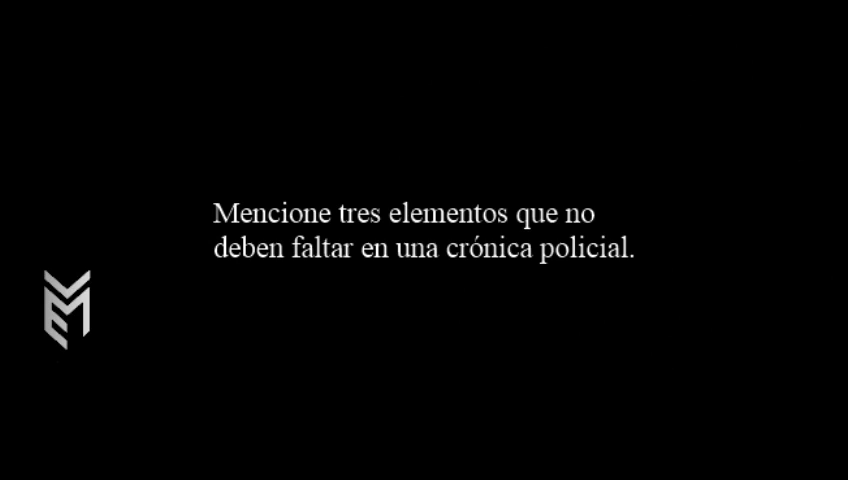 Mencione tres elementos que no
deben faltar en una crónica policial.